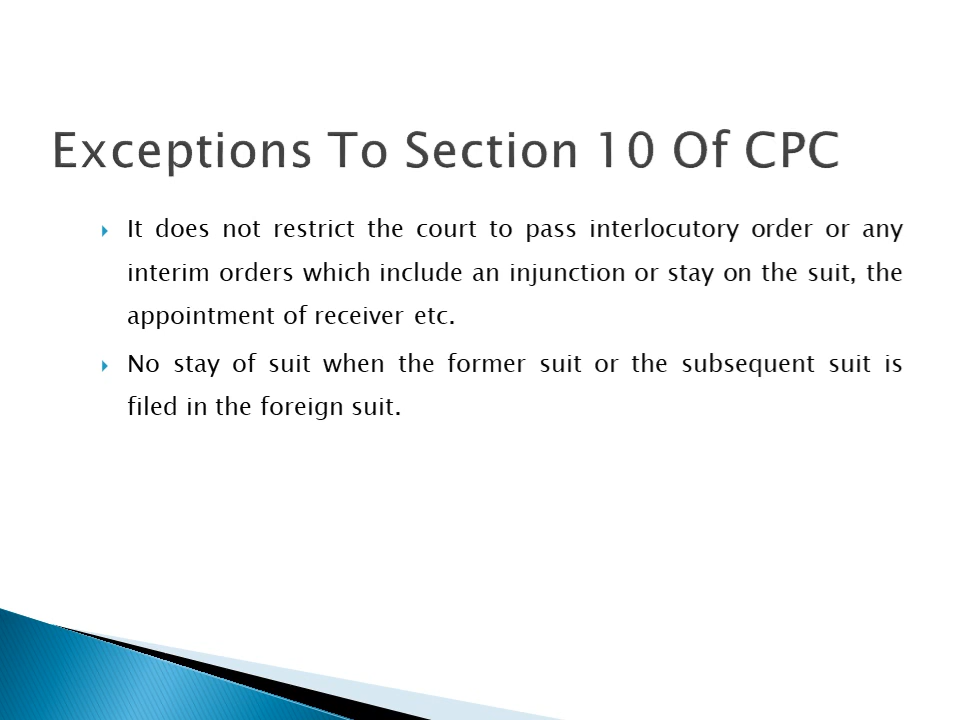 Exceptions To Section 10 Of CPC
It does not restrict the court to pass interlocutory order or any
interim orders which include an injunction or stay on the suit, the
appointment of receiver etc.
No stay of suit when the former suit or the subsequent suit is
filed in the foreign suit.